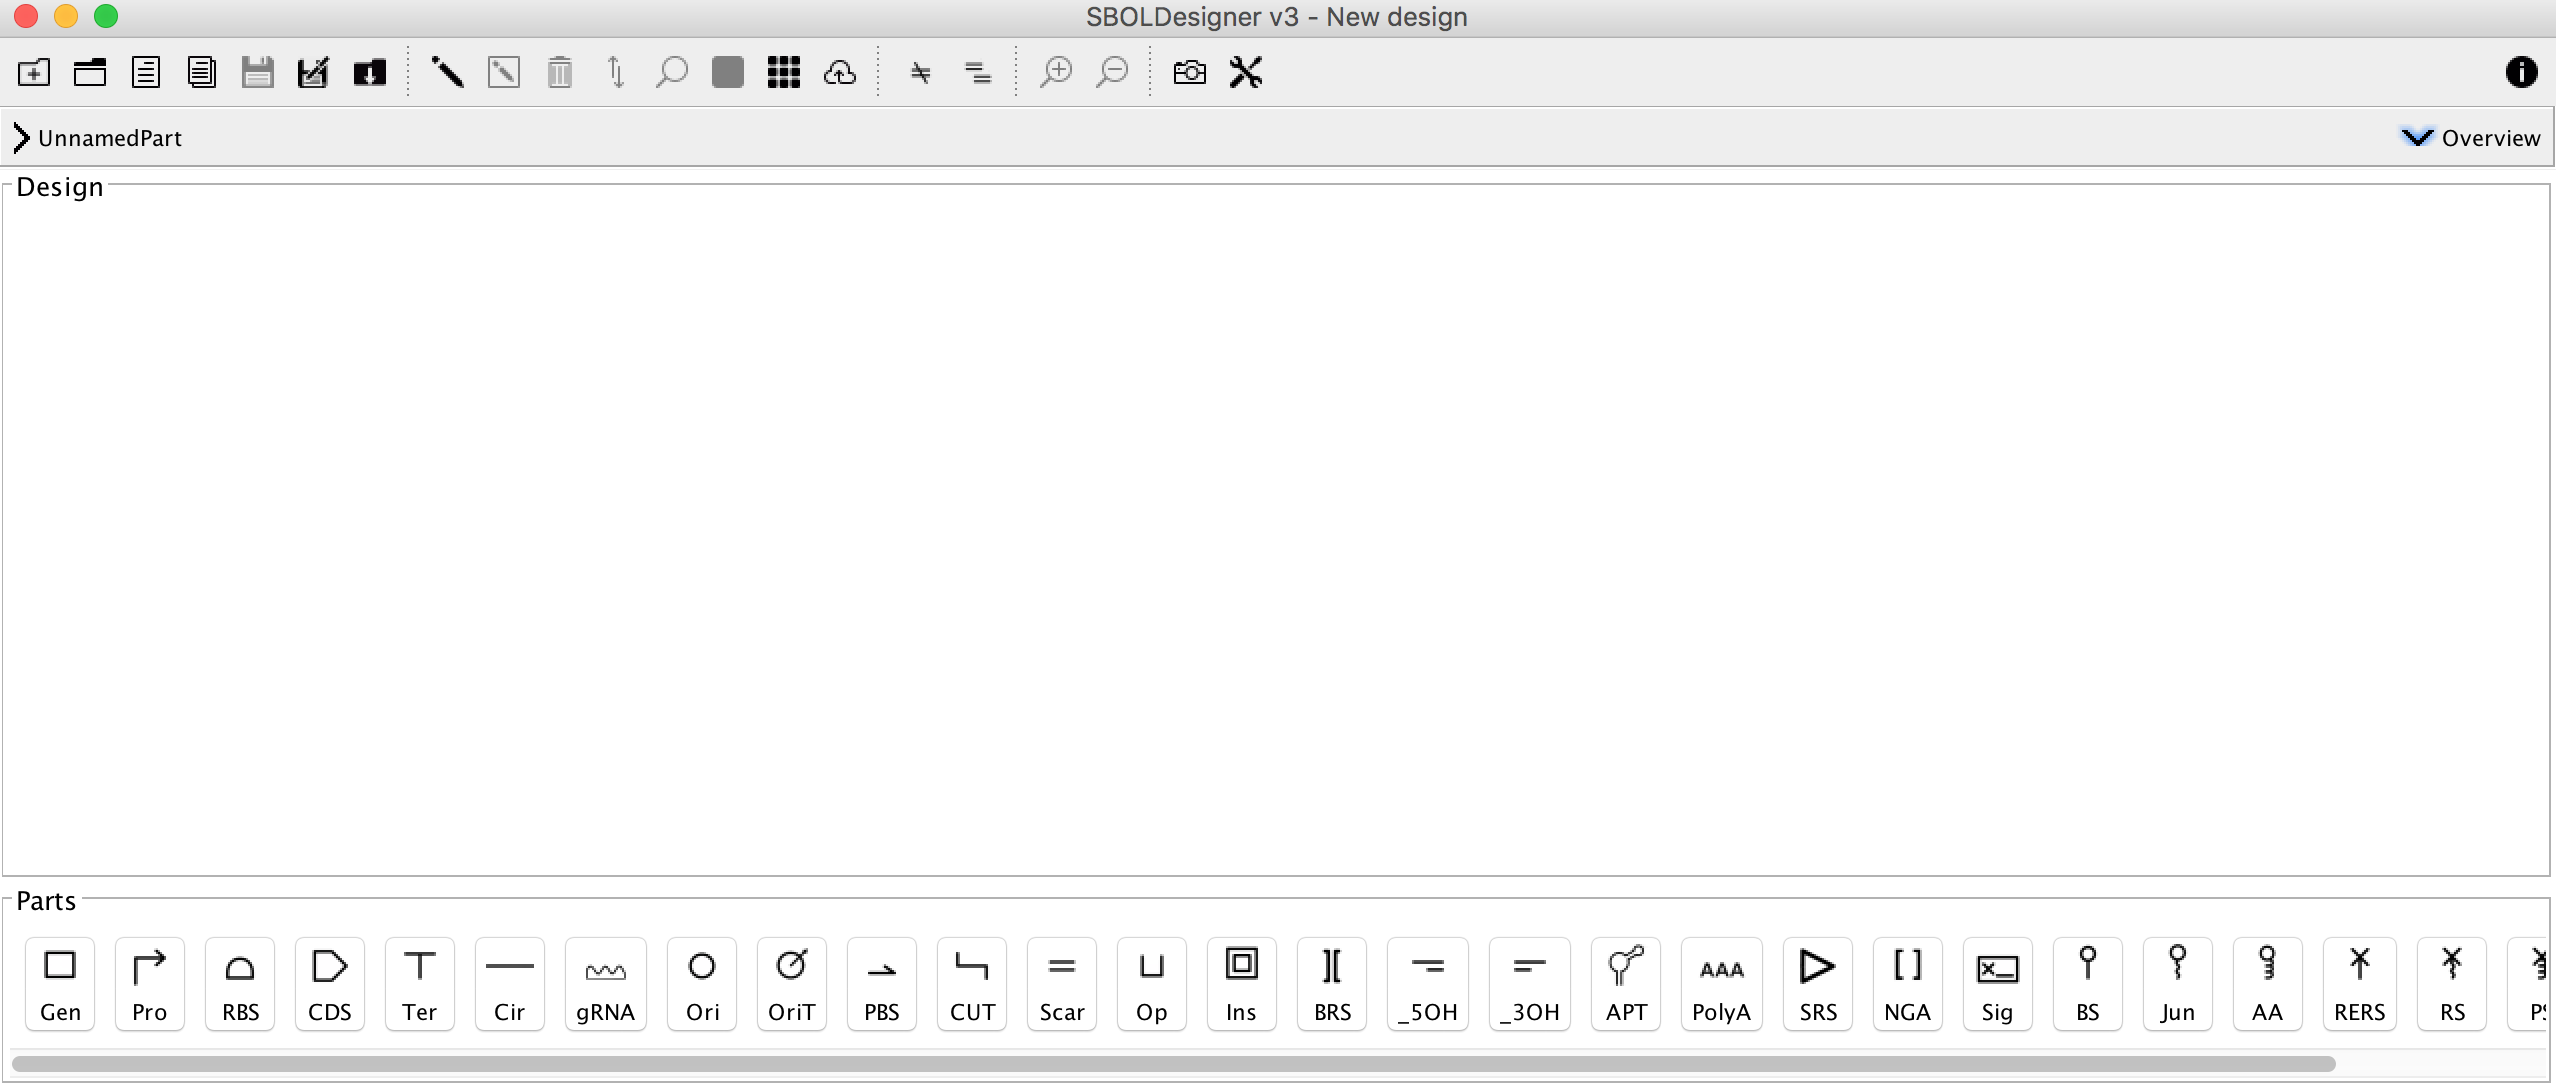 SBOLDesigner v3 - New design
UnnamedPart Overview
Design
Parts
AAA
Gen Pro RBS CDS Ter Cir gRNA Ori OriT PBS CUT Scar Op Ins BRS _5OH _3OH APT PolyA SRS NGA Sig BS Jun AA RERS RS